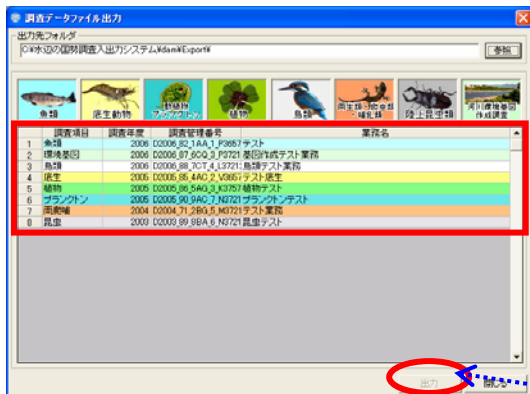 調査データファイル出力
出力先フォルダ
C:¥水辺の国勢調査入出力システム¥dam¥Export¥
参照
魚類 底生動物 動植物プランクトン 植物 鳥類 両生類・爬虫類・哺乳類 陸上昆虫類 河川環境基図作成調査
調査項目 調査年度 調査管理番号 業務名
1 魚類 2006 D2006_82_1AA_1_P3657 テスト
2 環境基図 2006 D2006_87_6CQ_3_P3721 基図作成テスト業務
3 鳥類 2006 D2006_88_7CT_4_L3721 鳥類テスト業務
4 底生 2005 D2005_85_4AC_2_V3657 テスト底生
5 植物 2005 D2005_86_5AG_3_K3757 植物テスト
6 プランクトン 2005 D2005_90_9AC_7_N3721 プランクトンテスト
7 両爬哺 2004 D2004_71_2BG_5_M3721 テスト業務
8 昆虫 2003 D2003_89_8BA_6_N3721 昆虫テスト
出力 閉じる